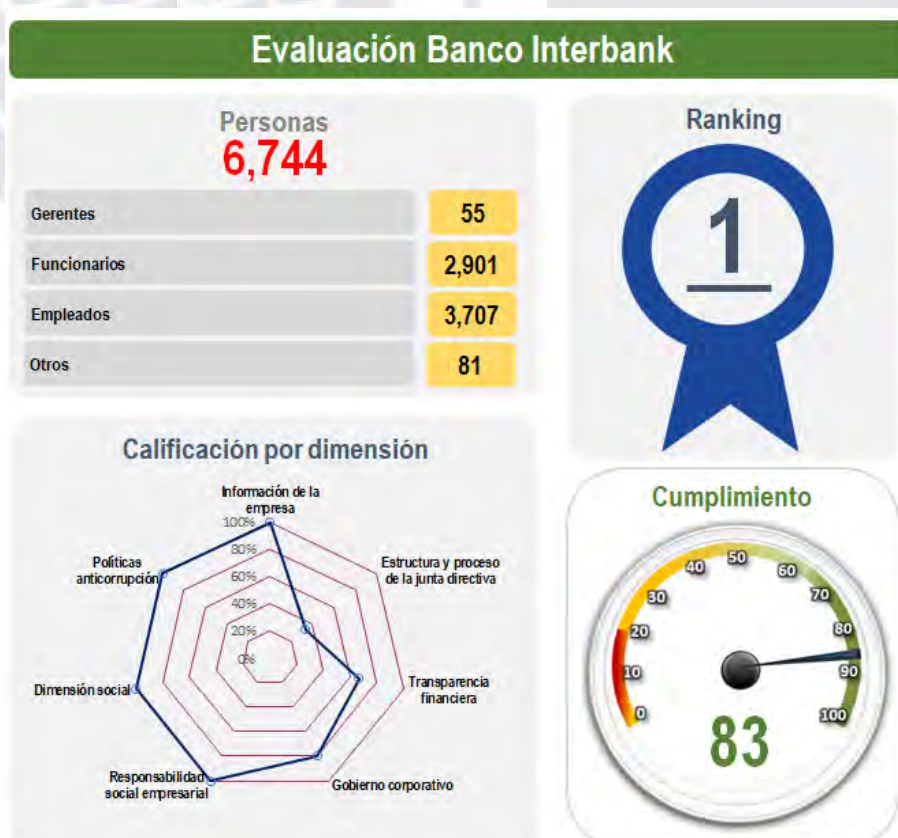 Evaluación Banco Interbank
Personas
6,744
Gerentes 55
Funcionarios 2,901
Empleados 3,707
Otros 81
Ranking
1
Calificación por dimensión
Información de la
empresa
100%
80%
60%
40%
20%
0%
Estructura y proceso
de la junta directiva
Transparencia
financiera
Gobierno corporativo
Responsabilidad
social empresarial
Dimensión social
Políticas
anticorrupción
Cumplimiento
0
10
20
30
40
50
60
70
80
90
100
83